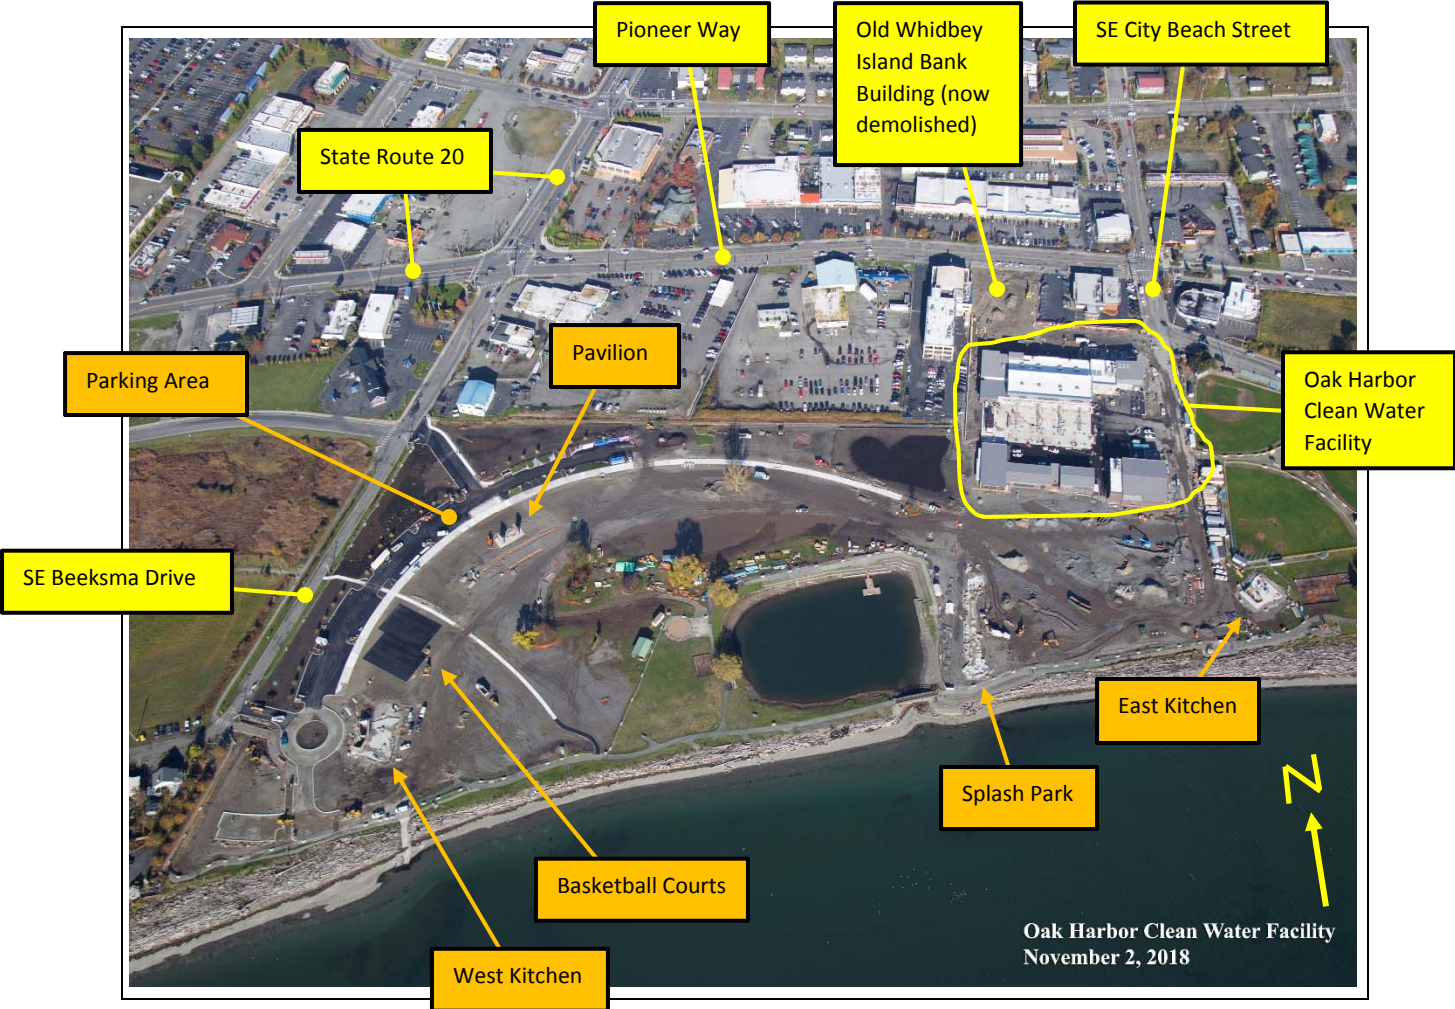 Pioneer Way
Old Whidbey
Island Bank
Building (now
demolished)
SE City Beach Street
State Route 20
Pavilion
Parking Area
Oak Harbor
Clean Water
Facility
SE Beeksma Drive
East Kitchen
Splash Park
N
Basketball Courts
West Kitchen
Oak Harbor Clean Water Facility
November 2, 2018